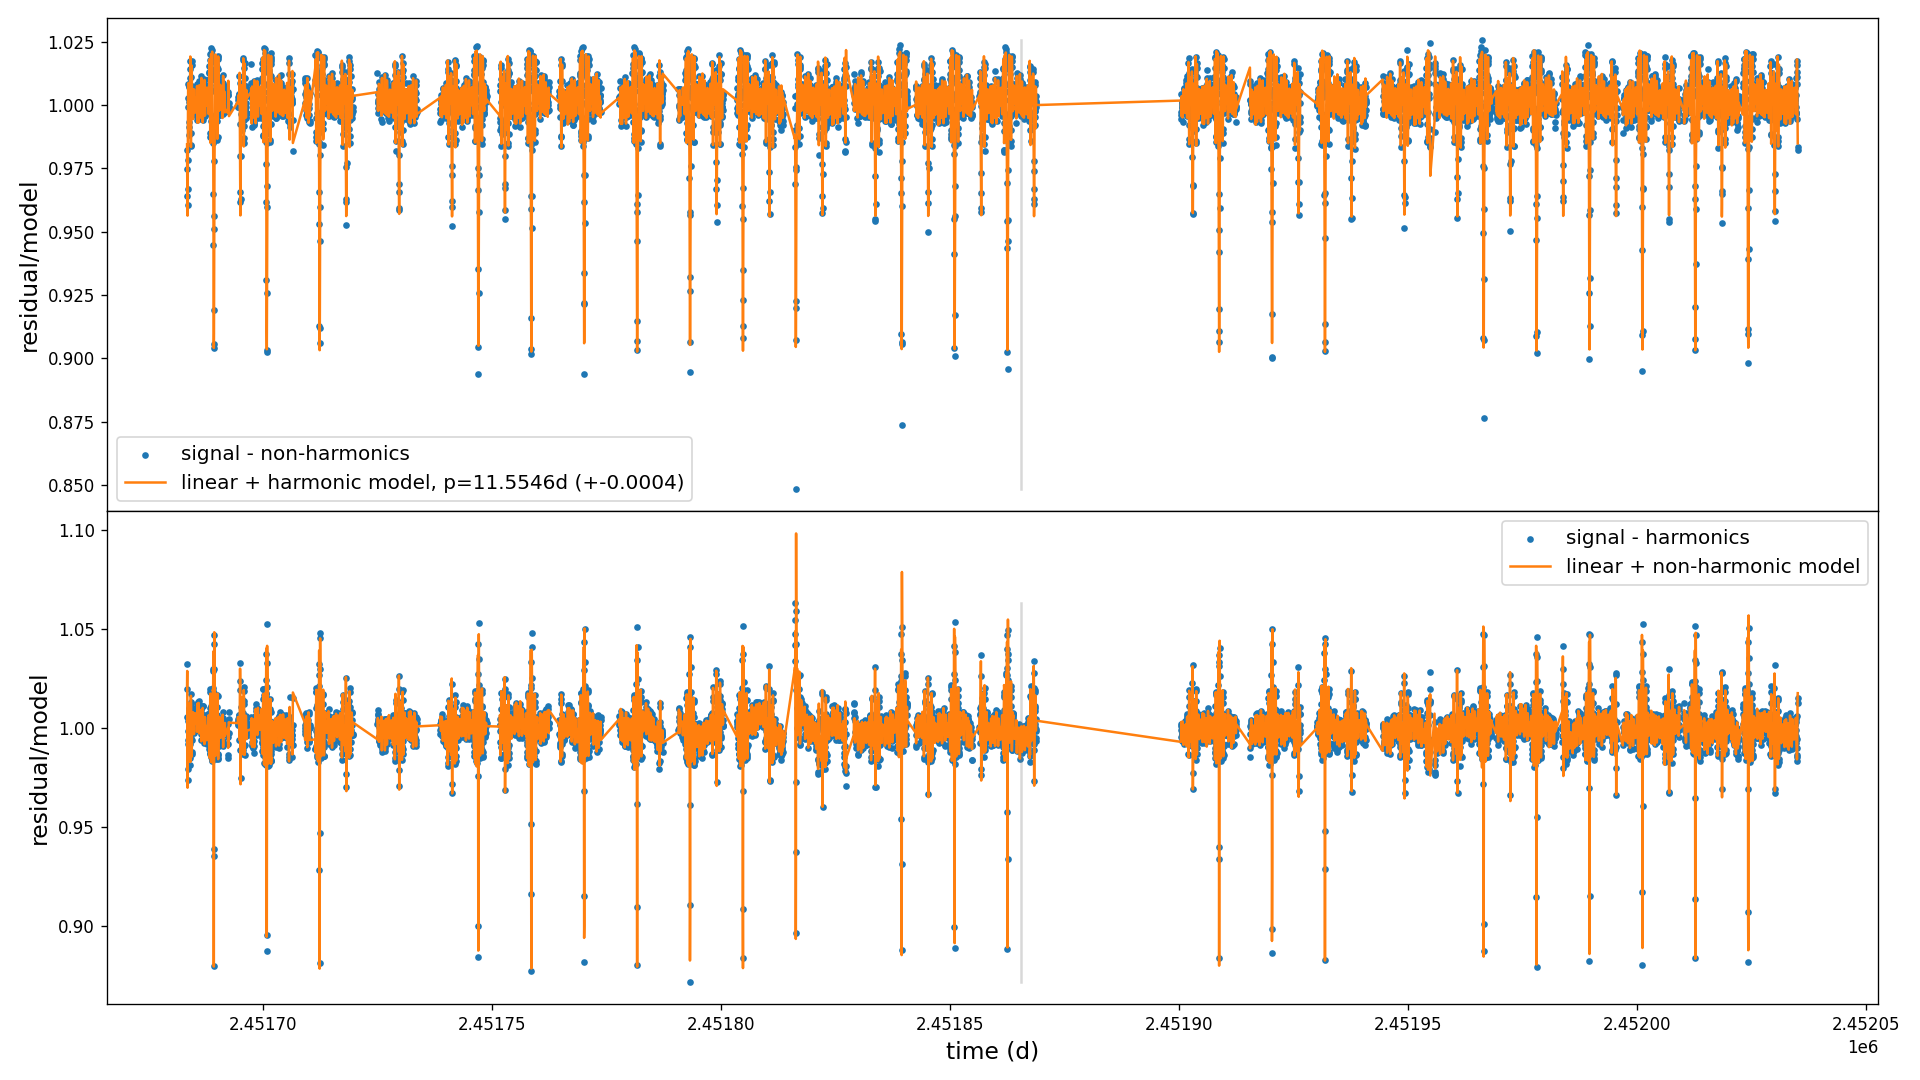 1.025
1.000
0.975
0.950
0.925
0.900
0.875
0.850
residual/model
signal - non-harmonics
linear + harmonic model, p=11.5546d (+-0.0004)
1.10
1.05
1.00
0.95
0.90
residual/model
signal - harmonics
linear + non-harmonic model
2.45170 2.45175 2.45180 2.45185 2.45190 2.45195 2.45200 2.45205
1e6
time (d)